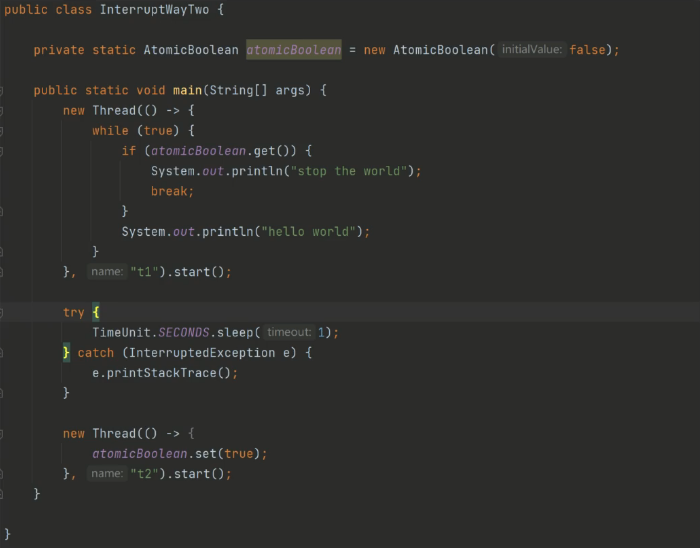 public class InterruptWayTwo {
private static AtomicBoolean atomicBoolean = new AtomicBoolean( initialValue: false);
public static void main(String[] args) {
new Thread(() -> {
while (true) {
if (atomicBoolean.get()) {
System.out.println("stop the world");
break;
}
System.out.println("hello world");
}
}, name: "t1").start();
try {
TimeUnit.SECONDS.sleep( timeout: 1);
} catch (InterruptedException e) {
e.printStackTrace();
}
new Thread(() -> {
atomicBoolean.set(true);
}, name: "t2").start();
}
}